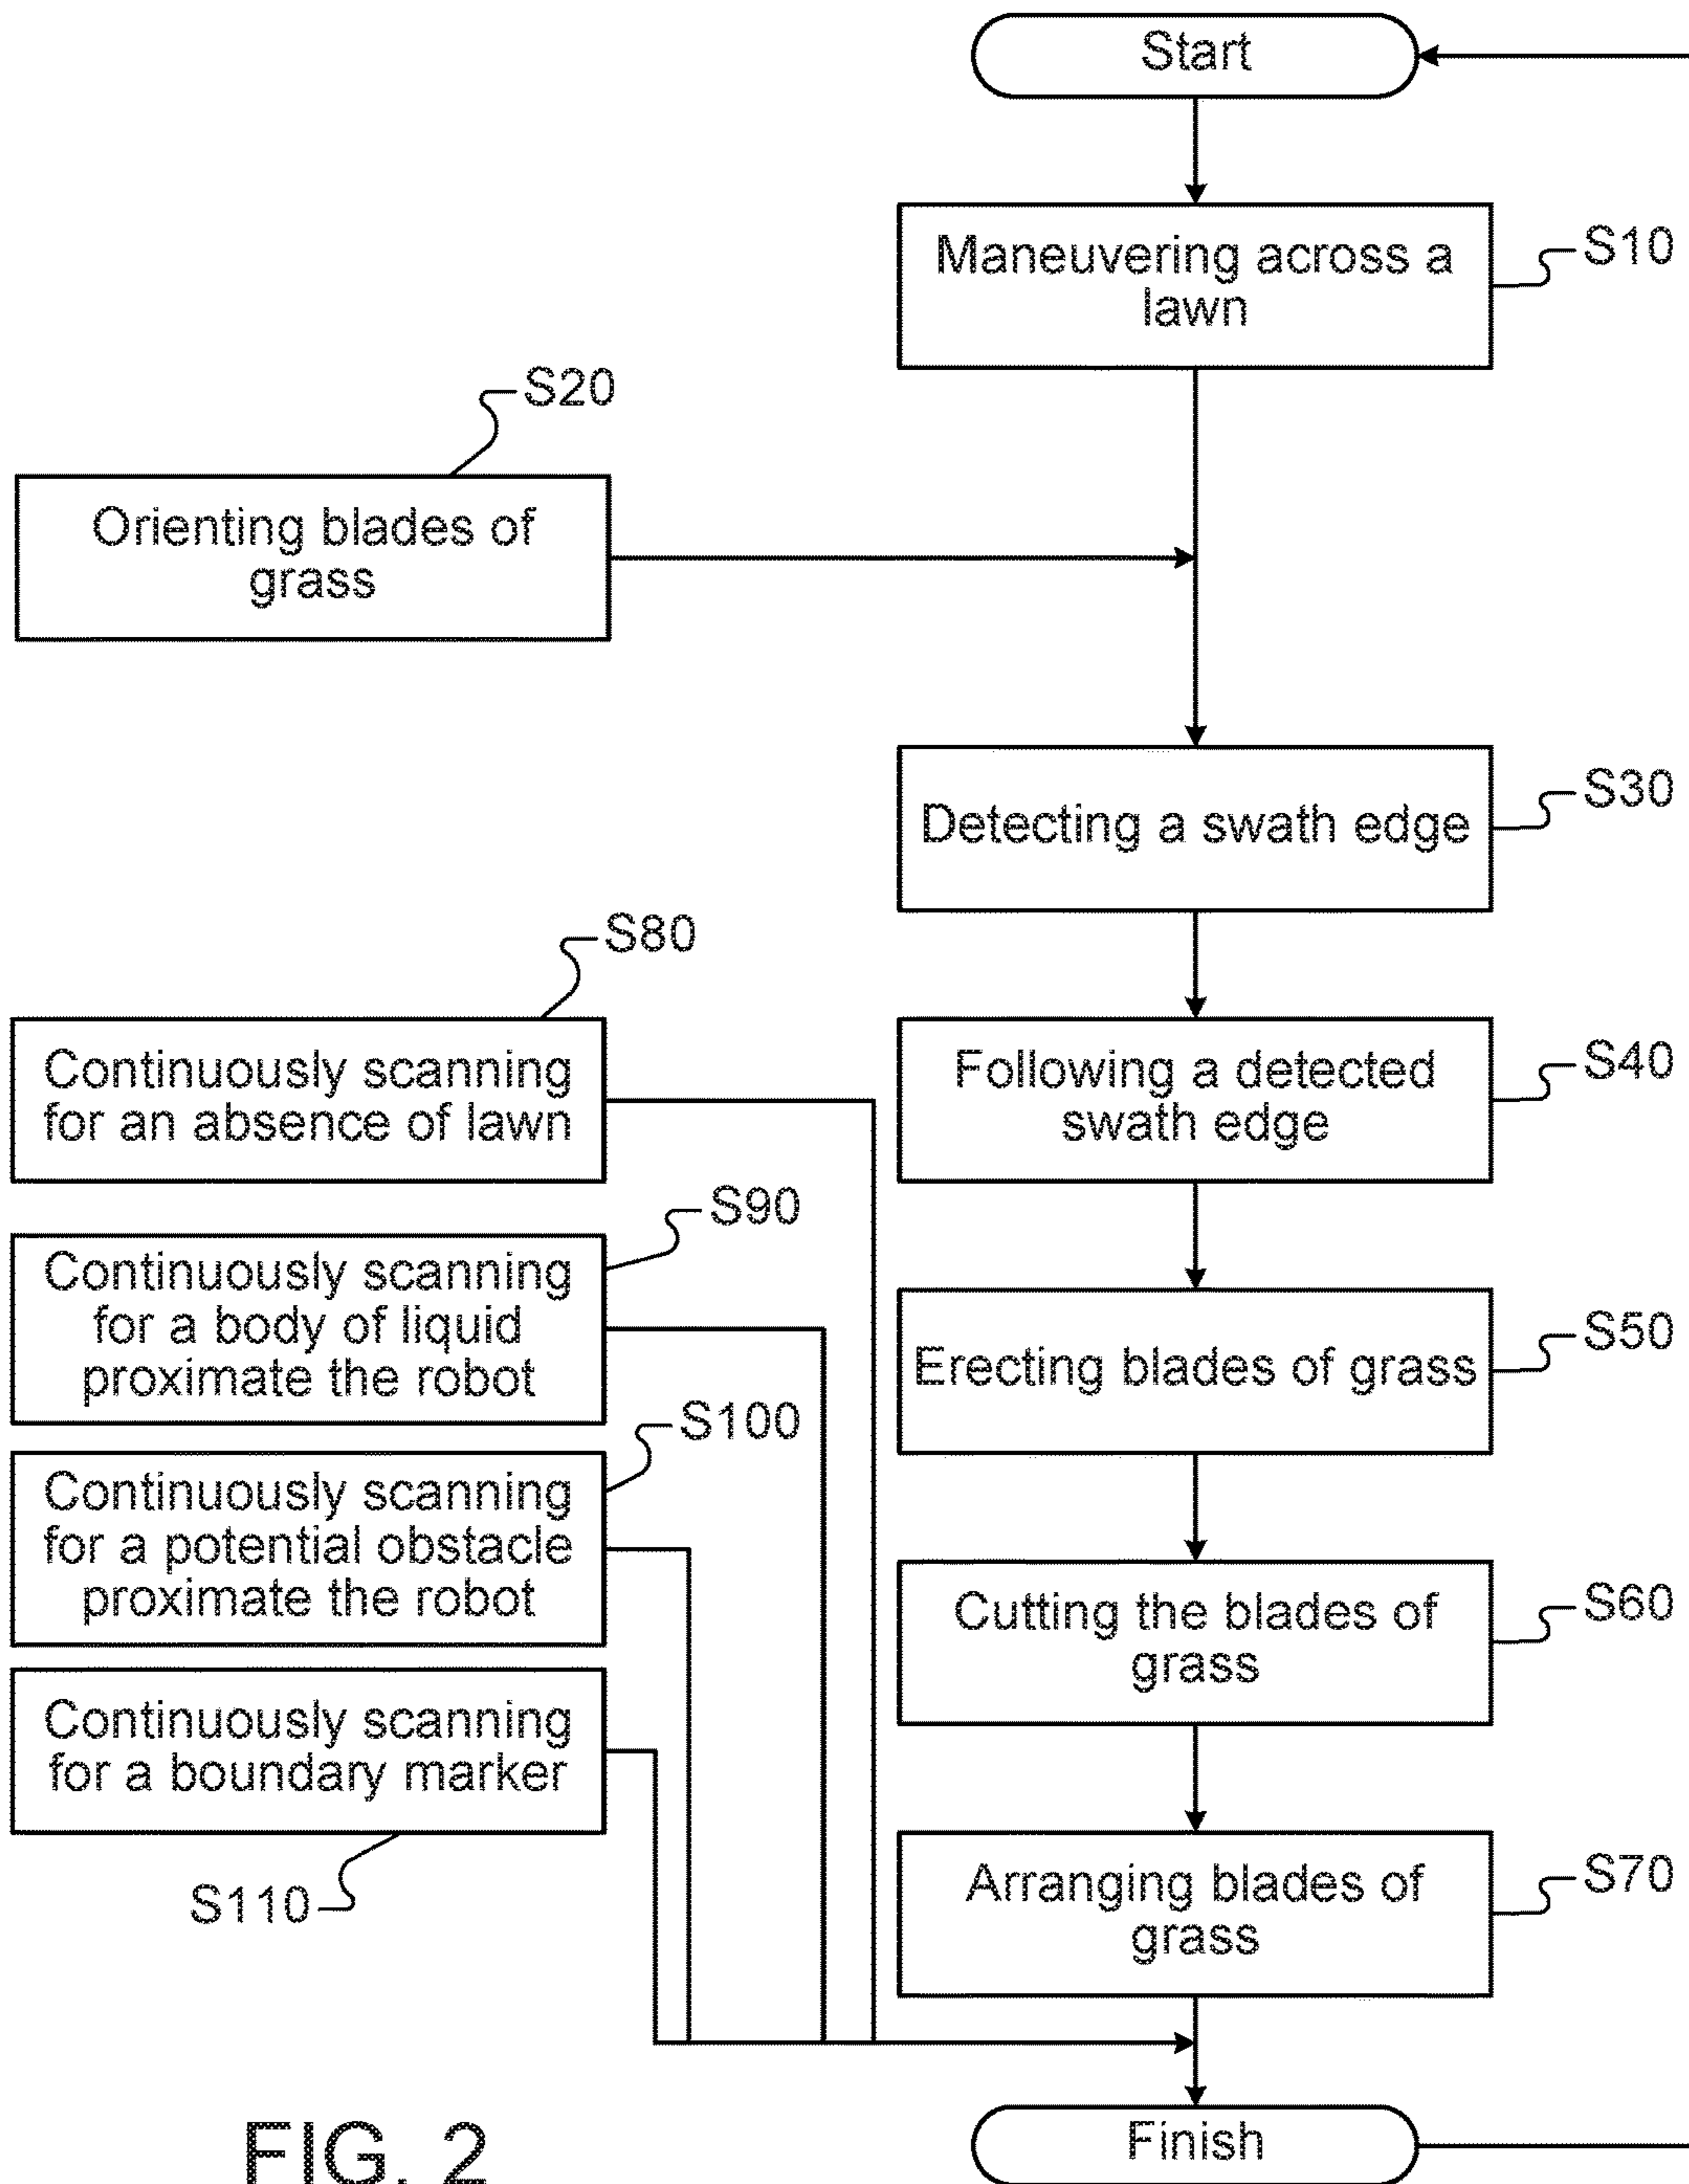 Start
Maneuvering across a
lawn
S10
S20
Orienting blades of
grass
Detecting a swath edge
S30
S80
Continuously scanning
for an absence of lawn
Following a detected
swath edge
S40
S90
Continuously scanning
for a body of liquid
proximate the robot
Erecting blades of grass
S50
S100
Continuously scanning
for a potential obstacle
proximate the robot
Cutting the blades of
grass
S60
Continuously scanning
for a boundary marker
S110
Arranging blades of
grass
S70
Finish
FIG. 2